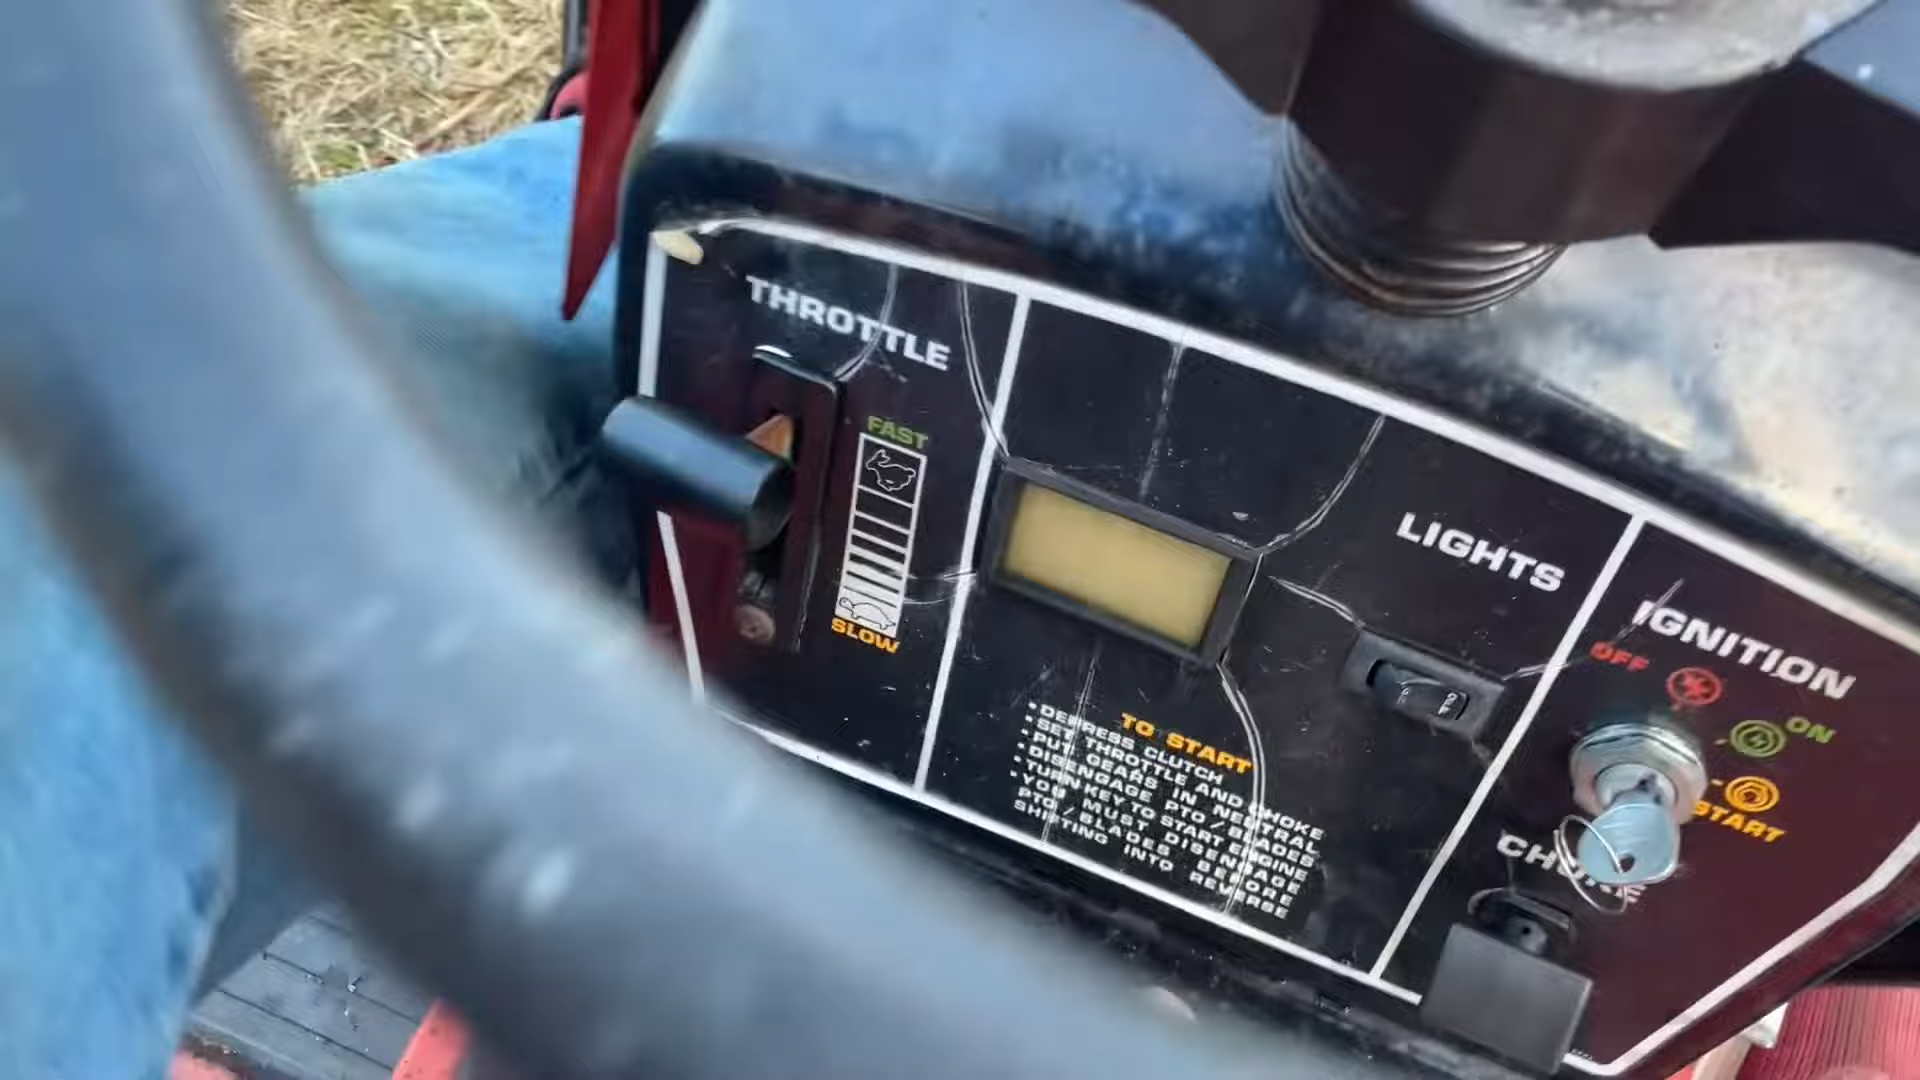 THROTTLE
FAST
SLOW
LIGHTS
IGNITION
OFF
ON
START
CHOKE
TO START
• DEPRESS CLUTCH
• SET THROTTLE AND CHOKE
• PUT GEARS IN NEUTRAL
• DISENGAGE PTO/BLADES
• TURN KEY TO START ENGINE
YOU MUST DISENGAGE
PTO/BLADES BEFORE
SHIFTING INTO REVERSE